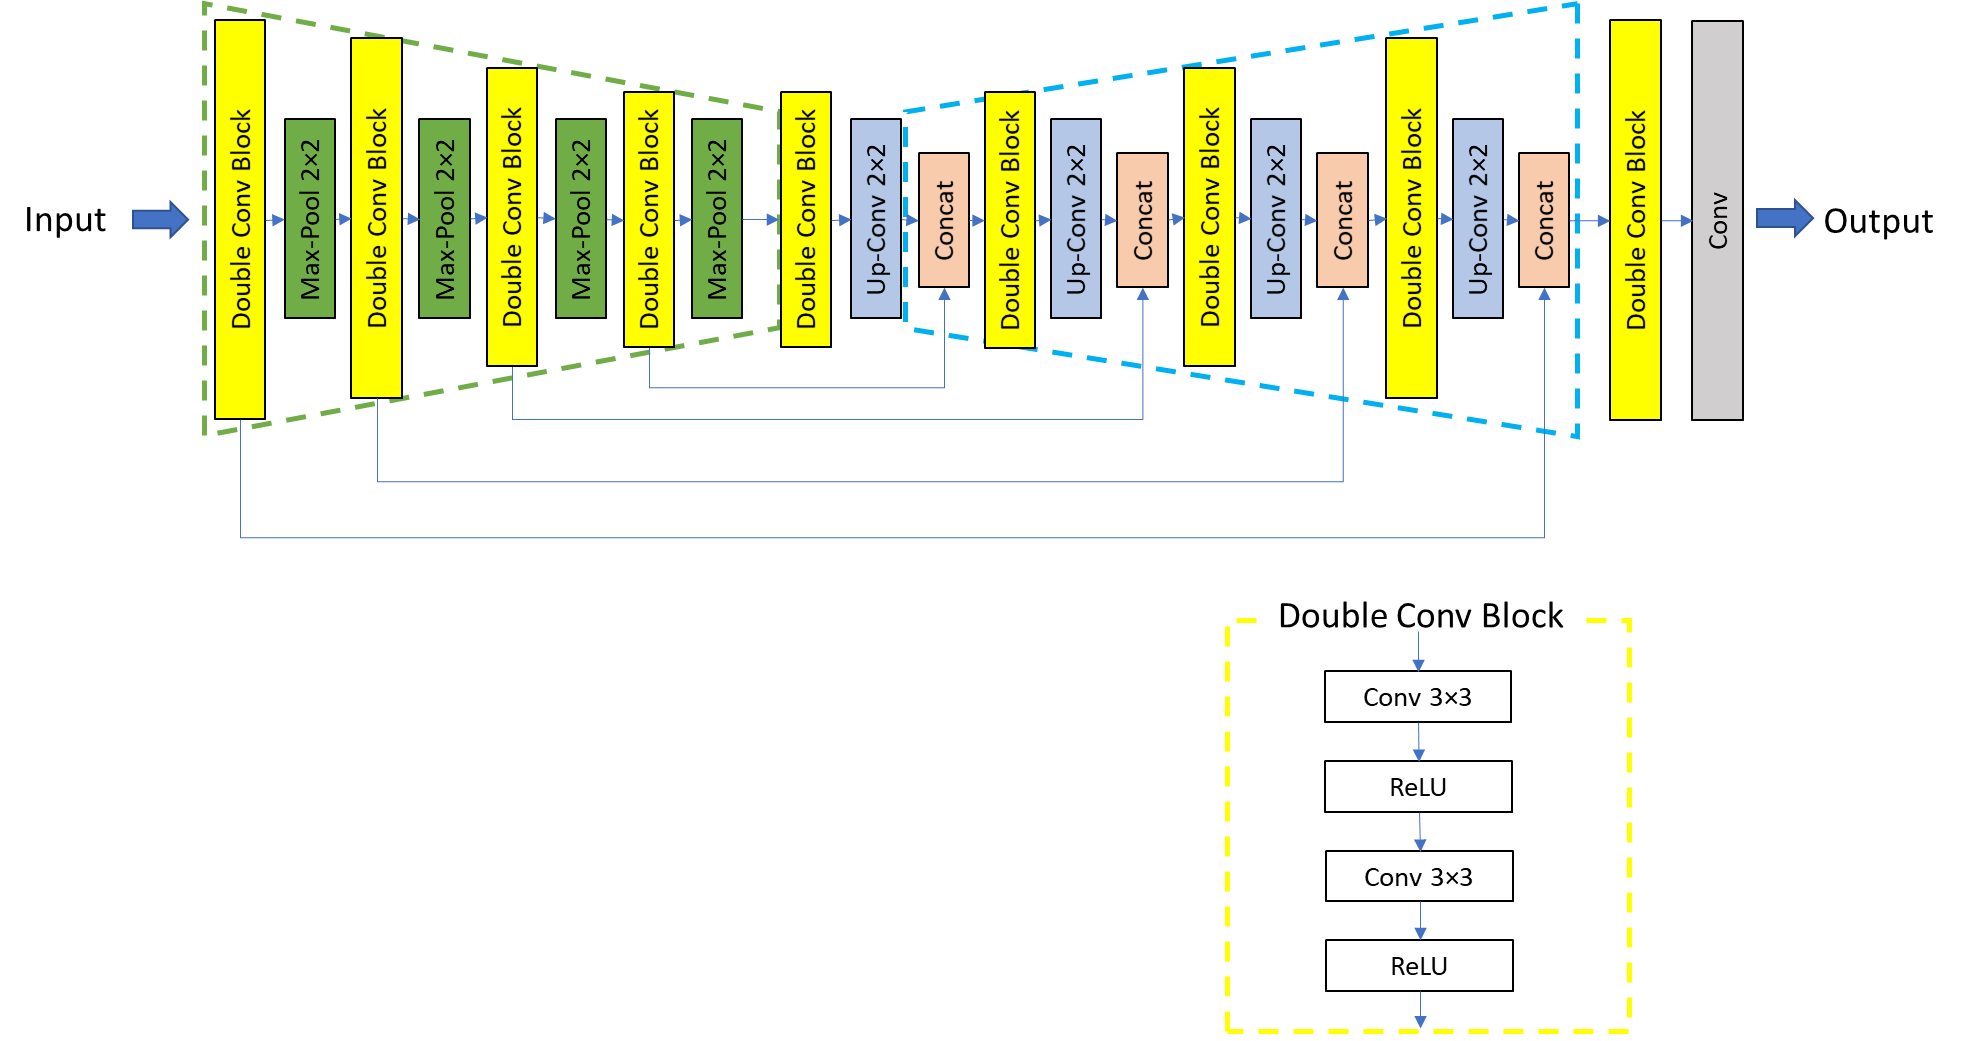 Input
Double Conv Block
Max-Pool 2×2
Double Conv Block
Max-Pool 2×2
Double Conv Block
Max-Pool 2×2
Double Conv Block
Max-Pool 2×2
Double Conv Block
Up-Conv 2×2
Concat
Double Conv Block
Up-Conv 2×2
Concat
Double Conv Block
Up-Conv 2×2
Concat
Double Conv Block
Up-Conv 2×2
Concat
Double Conv Block
Conv
Output
Double Conv Block
Conv 3×3
ReLU
Conv 3×3
ReLU